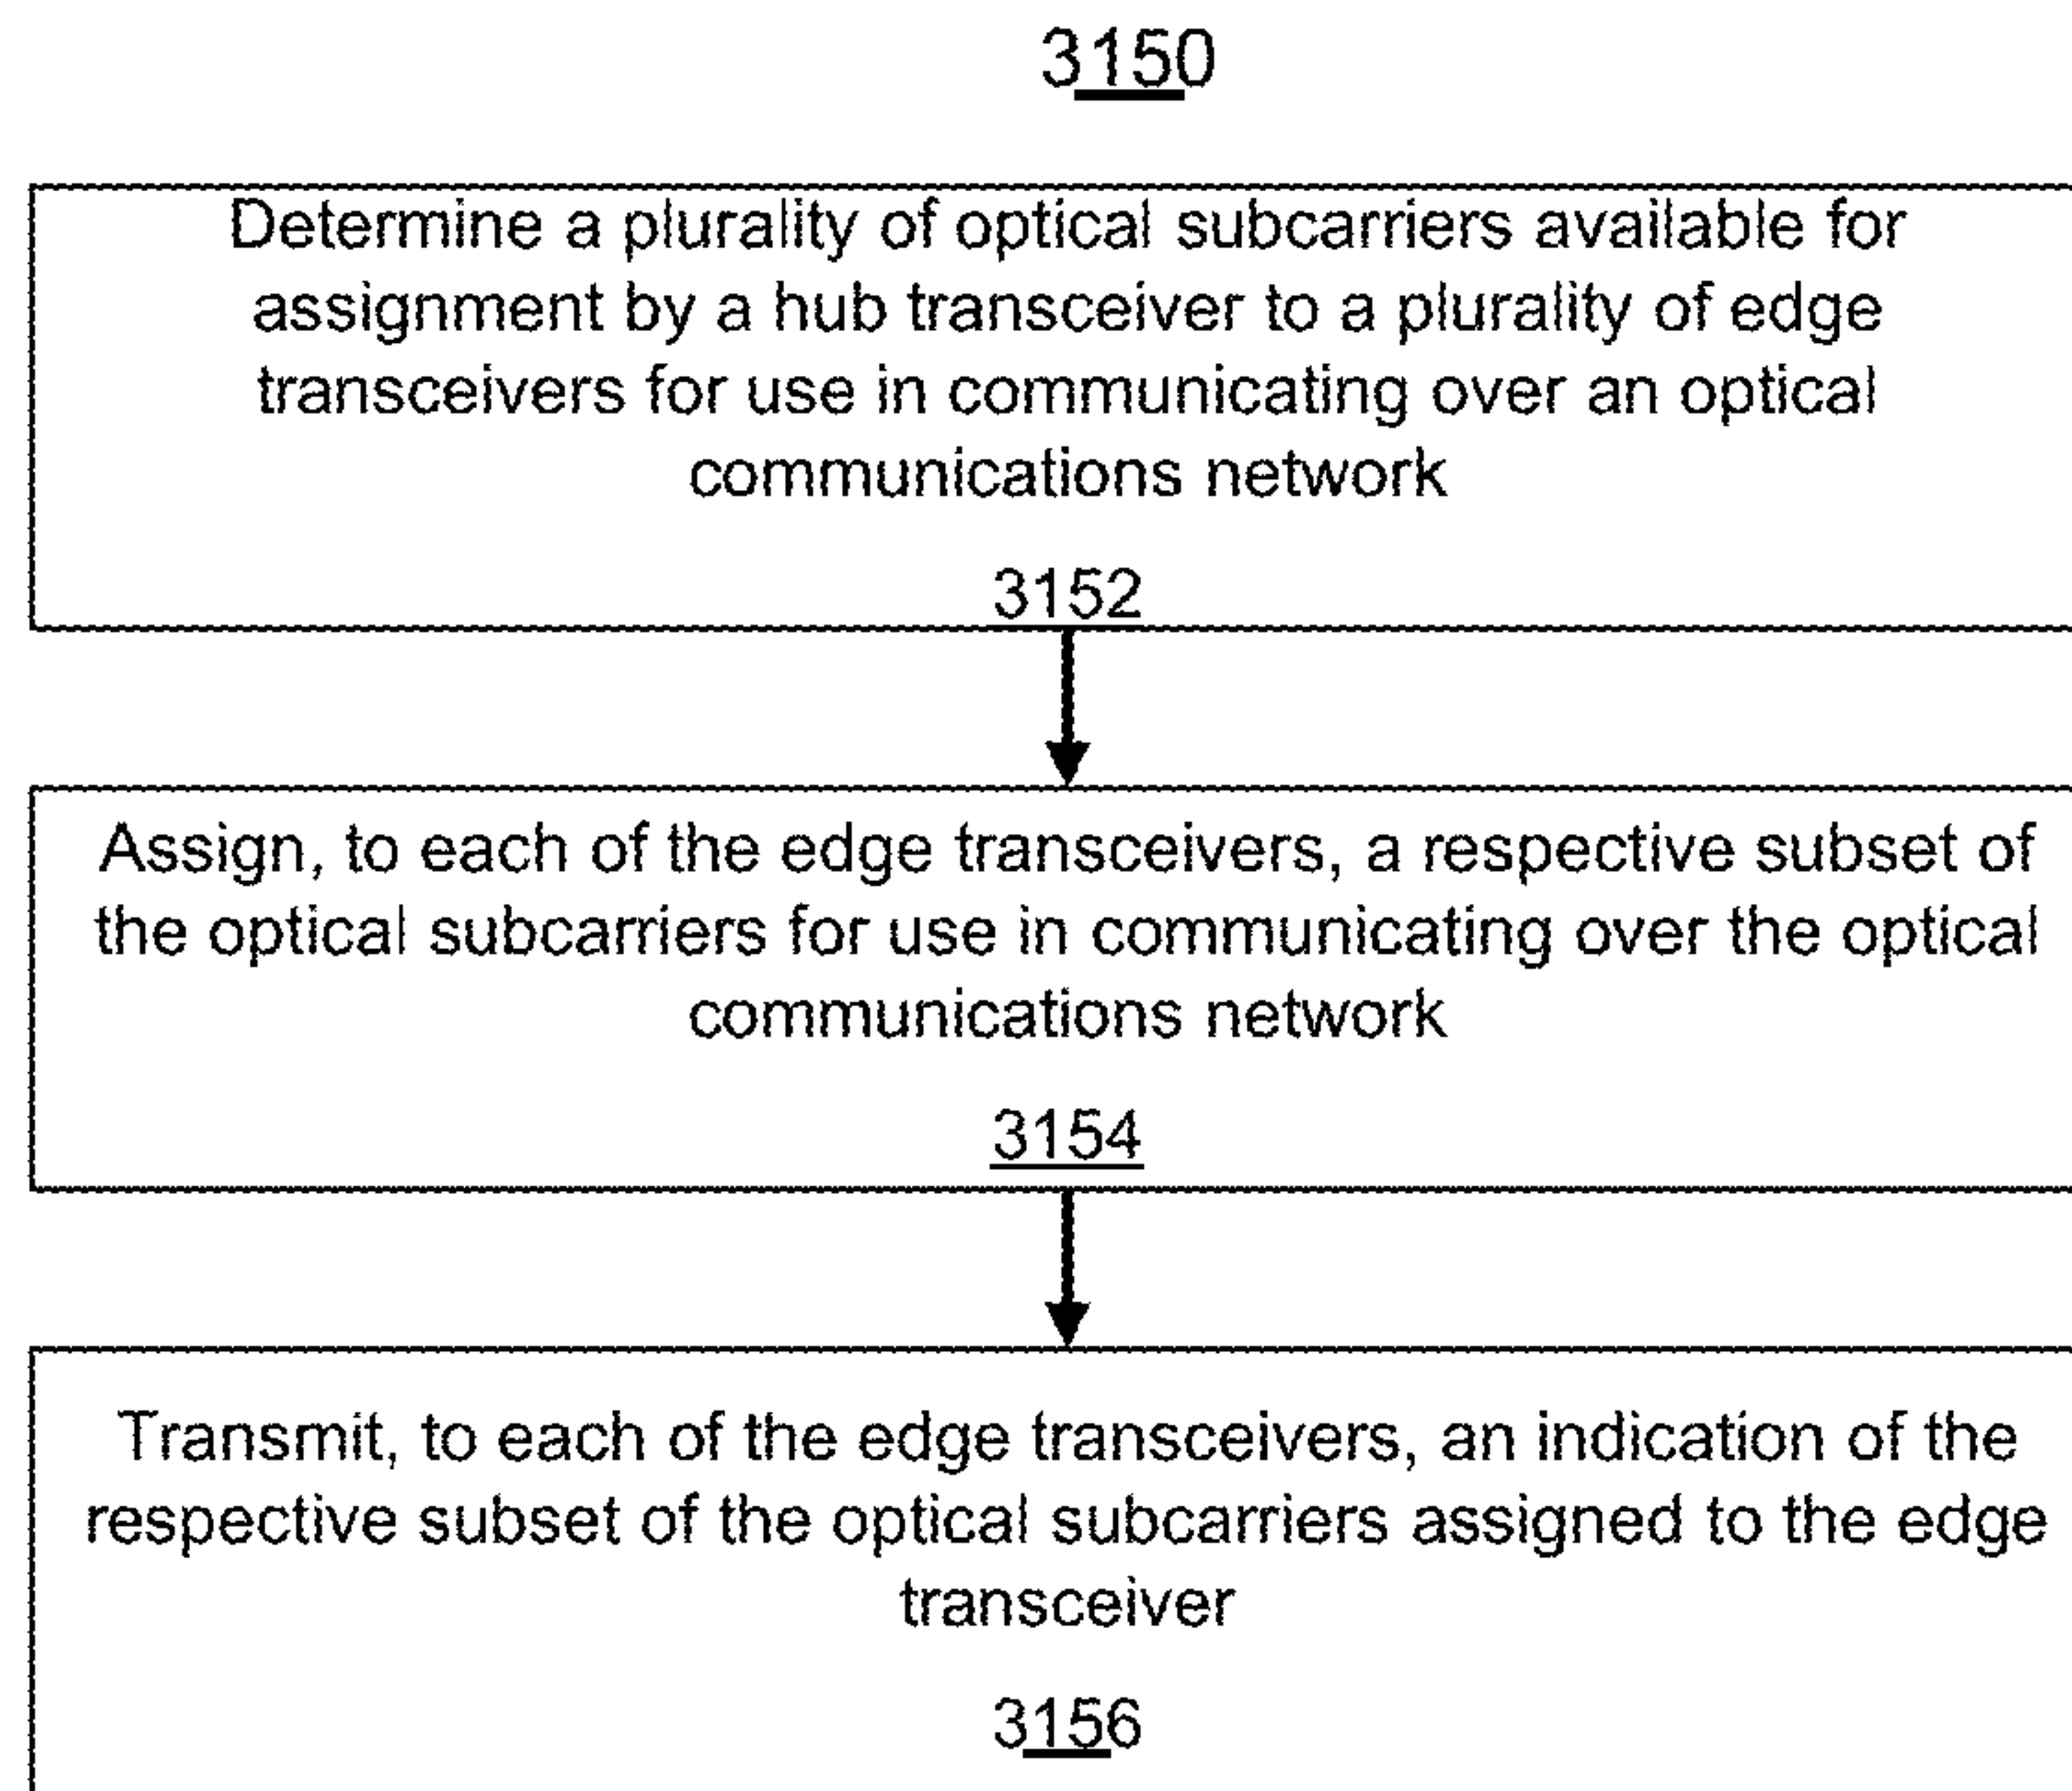 3150
Determine a plurality of optical subcarriers available for
assignment by a hub transceiver to a plurality of edge
transceivers for use in communicating over an optical
communications network
3152
Assign, to each of the edge transceivers, a respective subset of
the optical subcarriers for use in communicating over the optical
communications network
3154
Transmit, to each of the edge transceivers, an indication of the
respective subset of the optical subcarriers assigned to the edge
transceiver
3156